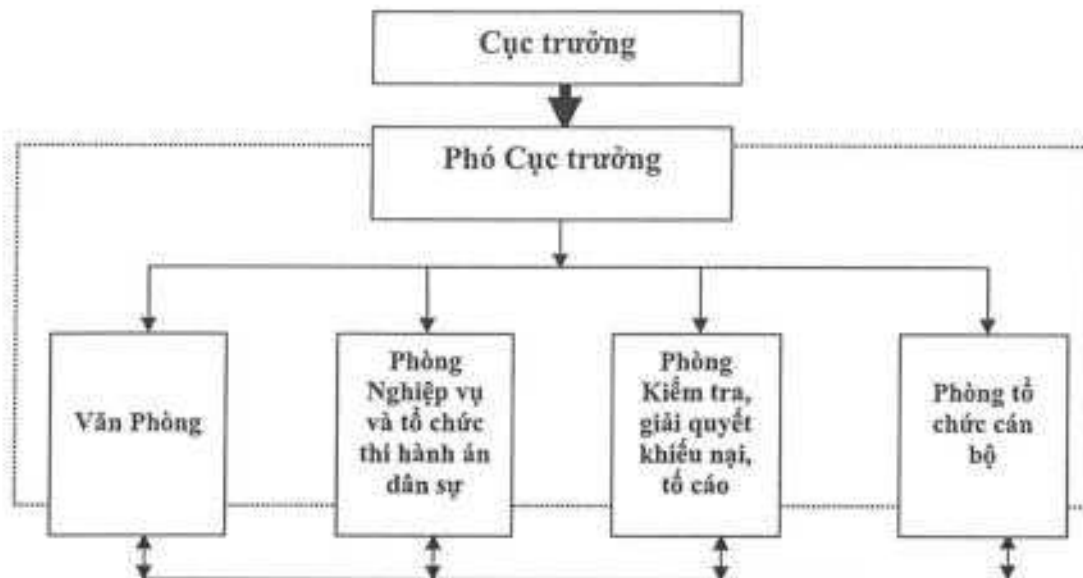 Cục trưởng
Phó Cục trưởng
Văn Phòng
Phòng
Nghiệp vụ
và tổ chức
thi hành án
dân sự
Phòng
Kiểm tra,
giải quyết
khiếu nại,
tố cáo
Phòng tổ
chức cán
bộ